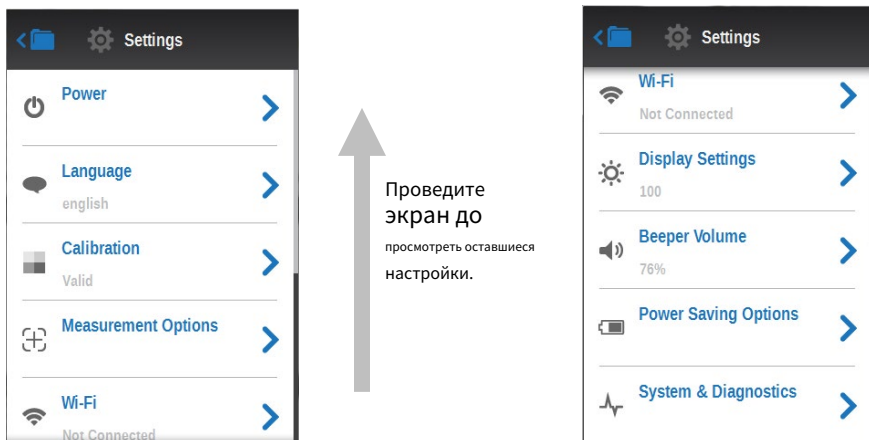 Settings
Power
Language
english
Calibration
Valid
Measurement Options
Wi-Fi
Not Connected
Проведите
экран до
просмотреть оставшиеся
настройки.
Settings
Wi-Fi
Not Connected
Display Settings
100
Beeper Volume
76%
Power Saving Options
System & Diagnostics